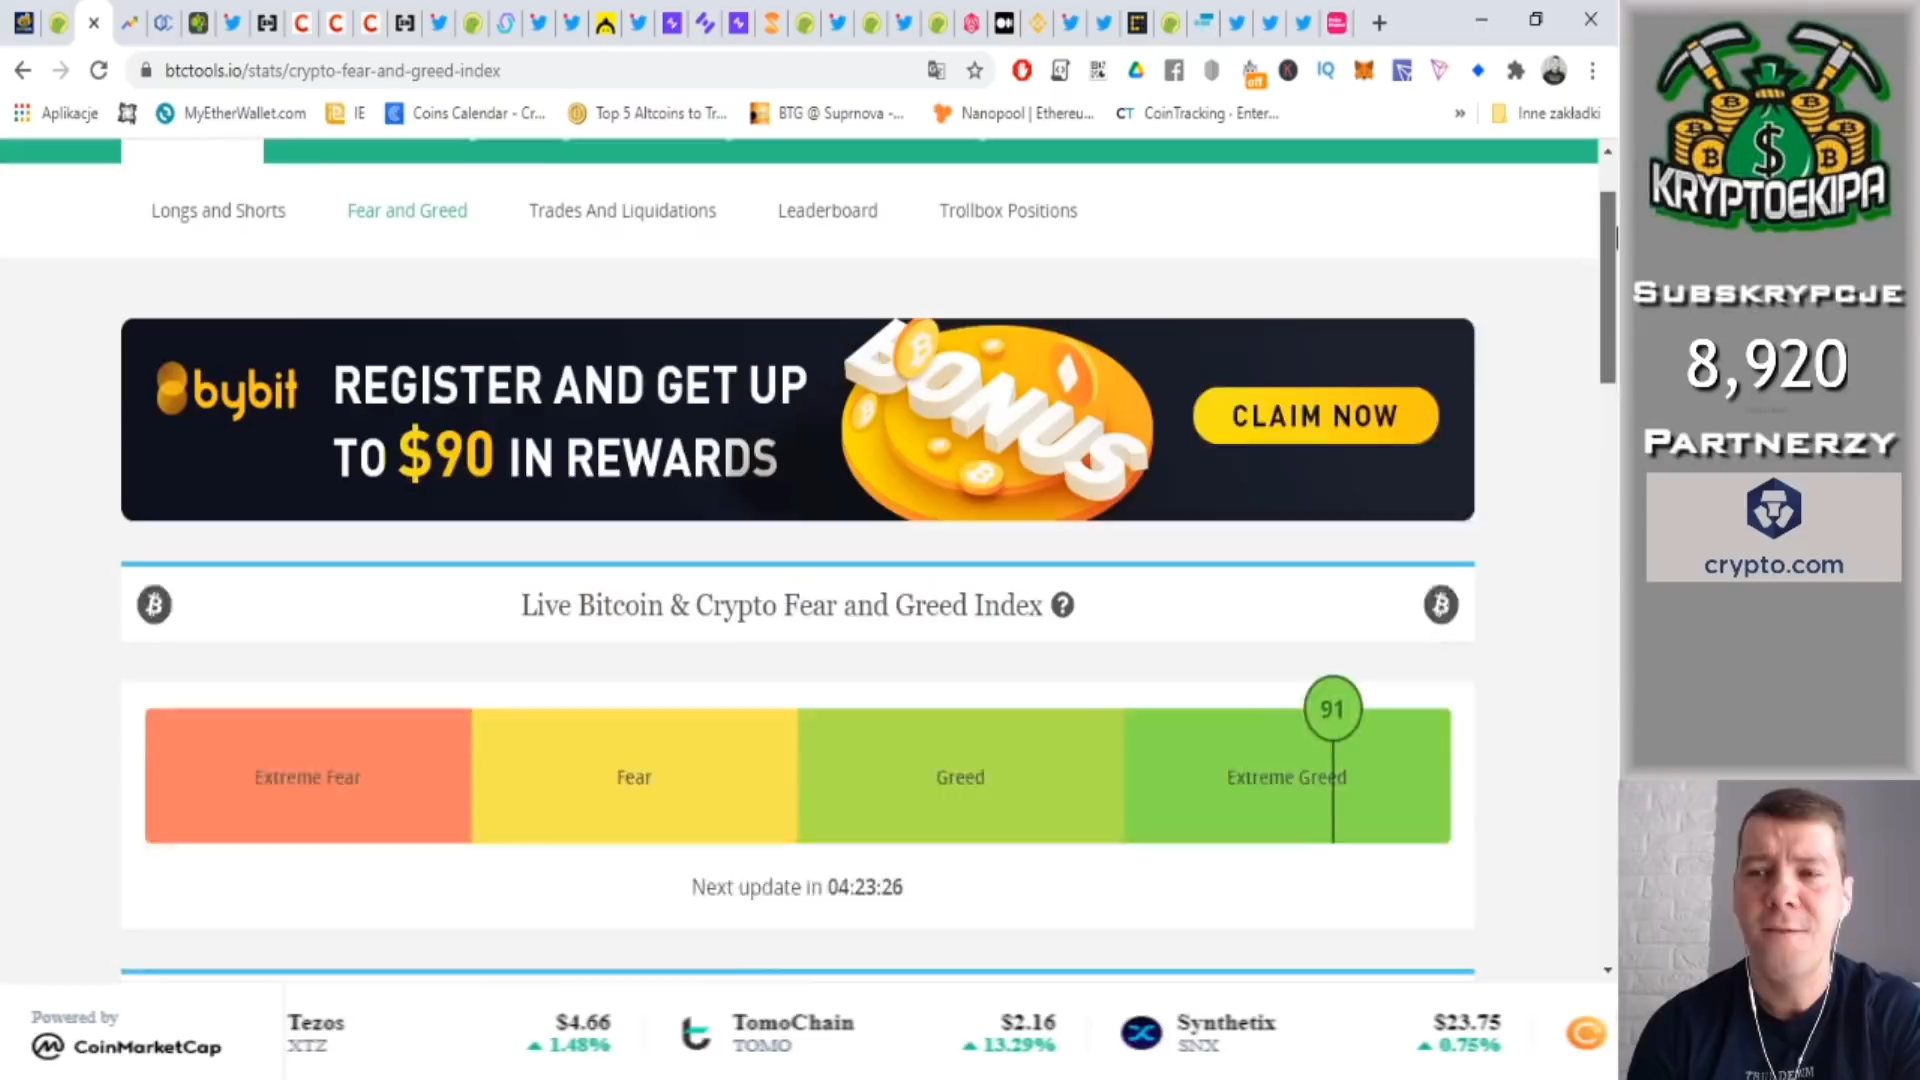 btctools.io/stats/crypto-fear-and-greed-index
off
IQ
Aplikacje
MyEtherWallet.com
IE
Coins Calendar - Cr...
Top 5 Altcoins to Tr...
BTG @ Suprnova -...
Nanopool | Ethereu...
CT
CoinTracking · Enter...
»
Inne zakładki
Longs and Shorts
Fear and Greed
Trades And Liquidations
Leaderboard
Trollbox Positions
bybit
REGISTER AND GET UP
TO $90 IN REWARDS
BONUS
CLAIM NOW
Live Bitcoin & Crypto Fear and Greed Index
91
Extreme Fear
Fear
Greed
Extreme Greed
Next update in 04:23:26
Powered by
CoinMarketCap
Tezos
XTZ
$4.66
1.48%
TomoChain
TOMO
$2.16
13.29%
Synthetix
SNX
$23.75
0.75%
KRYPTOEKIPA
SUBSKRYPCJE
8,920
PARTNERZY
crypto.com